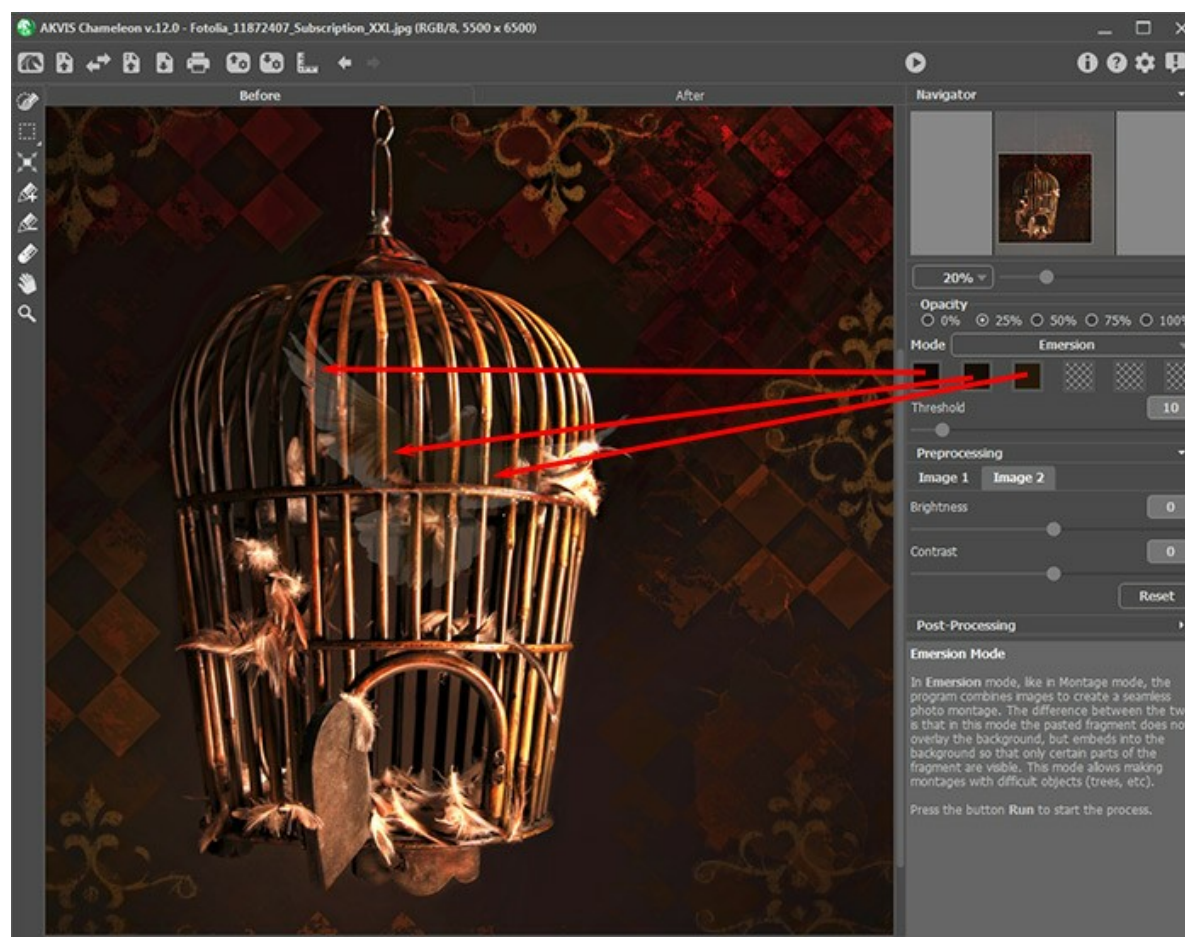 AKVIS Chameleon v.12.0 - Fotolia_11872407_Subscription_XXL.jpg (RGB/8, 5500 x 6500)
Before
After
Navigator
20%
Opacity
0% 25% 50% 75% 100%
Mode Emersion
Threshold 10
Preprocessing
Image 1 Image 2
Brightness 0
Contrast 0
Reset
Post-Processing
Emersion Mode
In Emersion mode, like in Montage mode, the
program combines images to create a seamless
photo montage. The difference between the tw
is that in this mode the pasted fragment does no
overlay the background, but embeds into the
background so that only certain parts of the
fragment are visible. This mode allows making
montages with difficult objects (trees, etc).
Press the button Run to start the process.